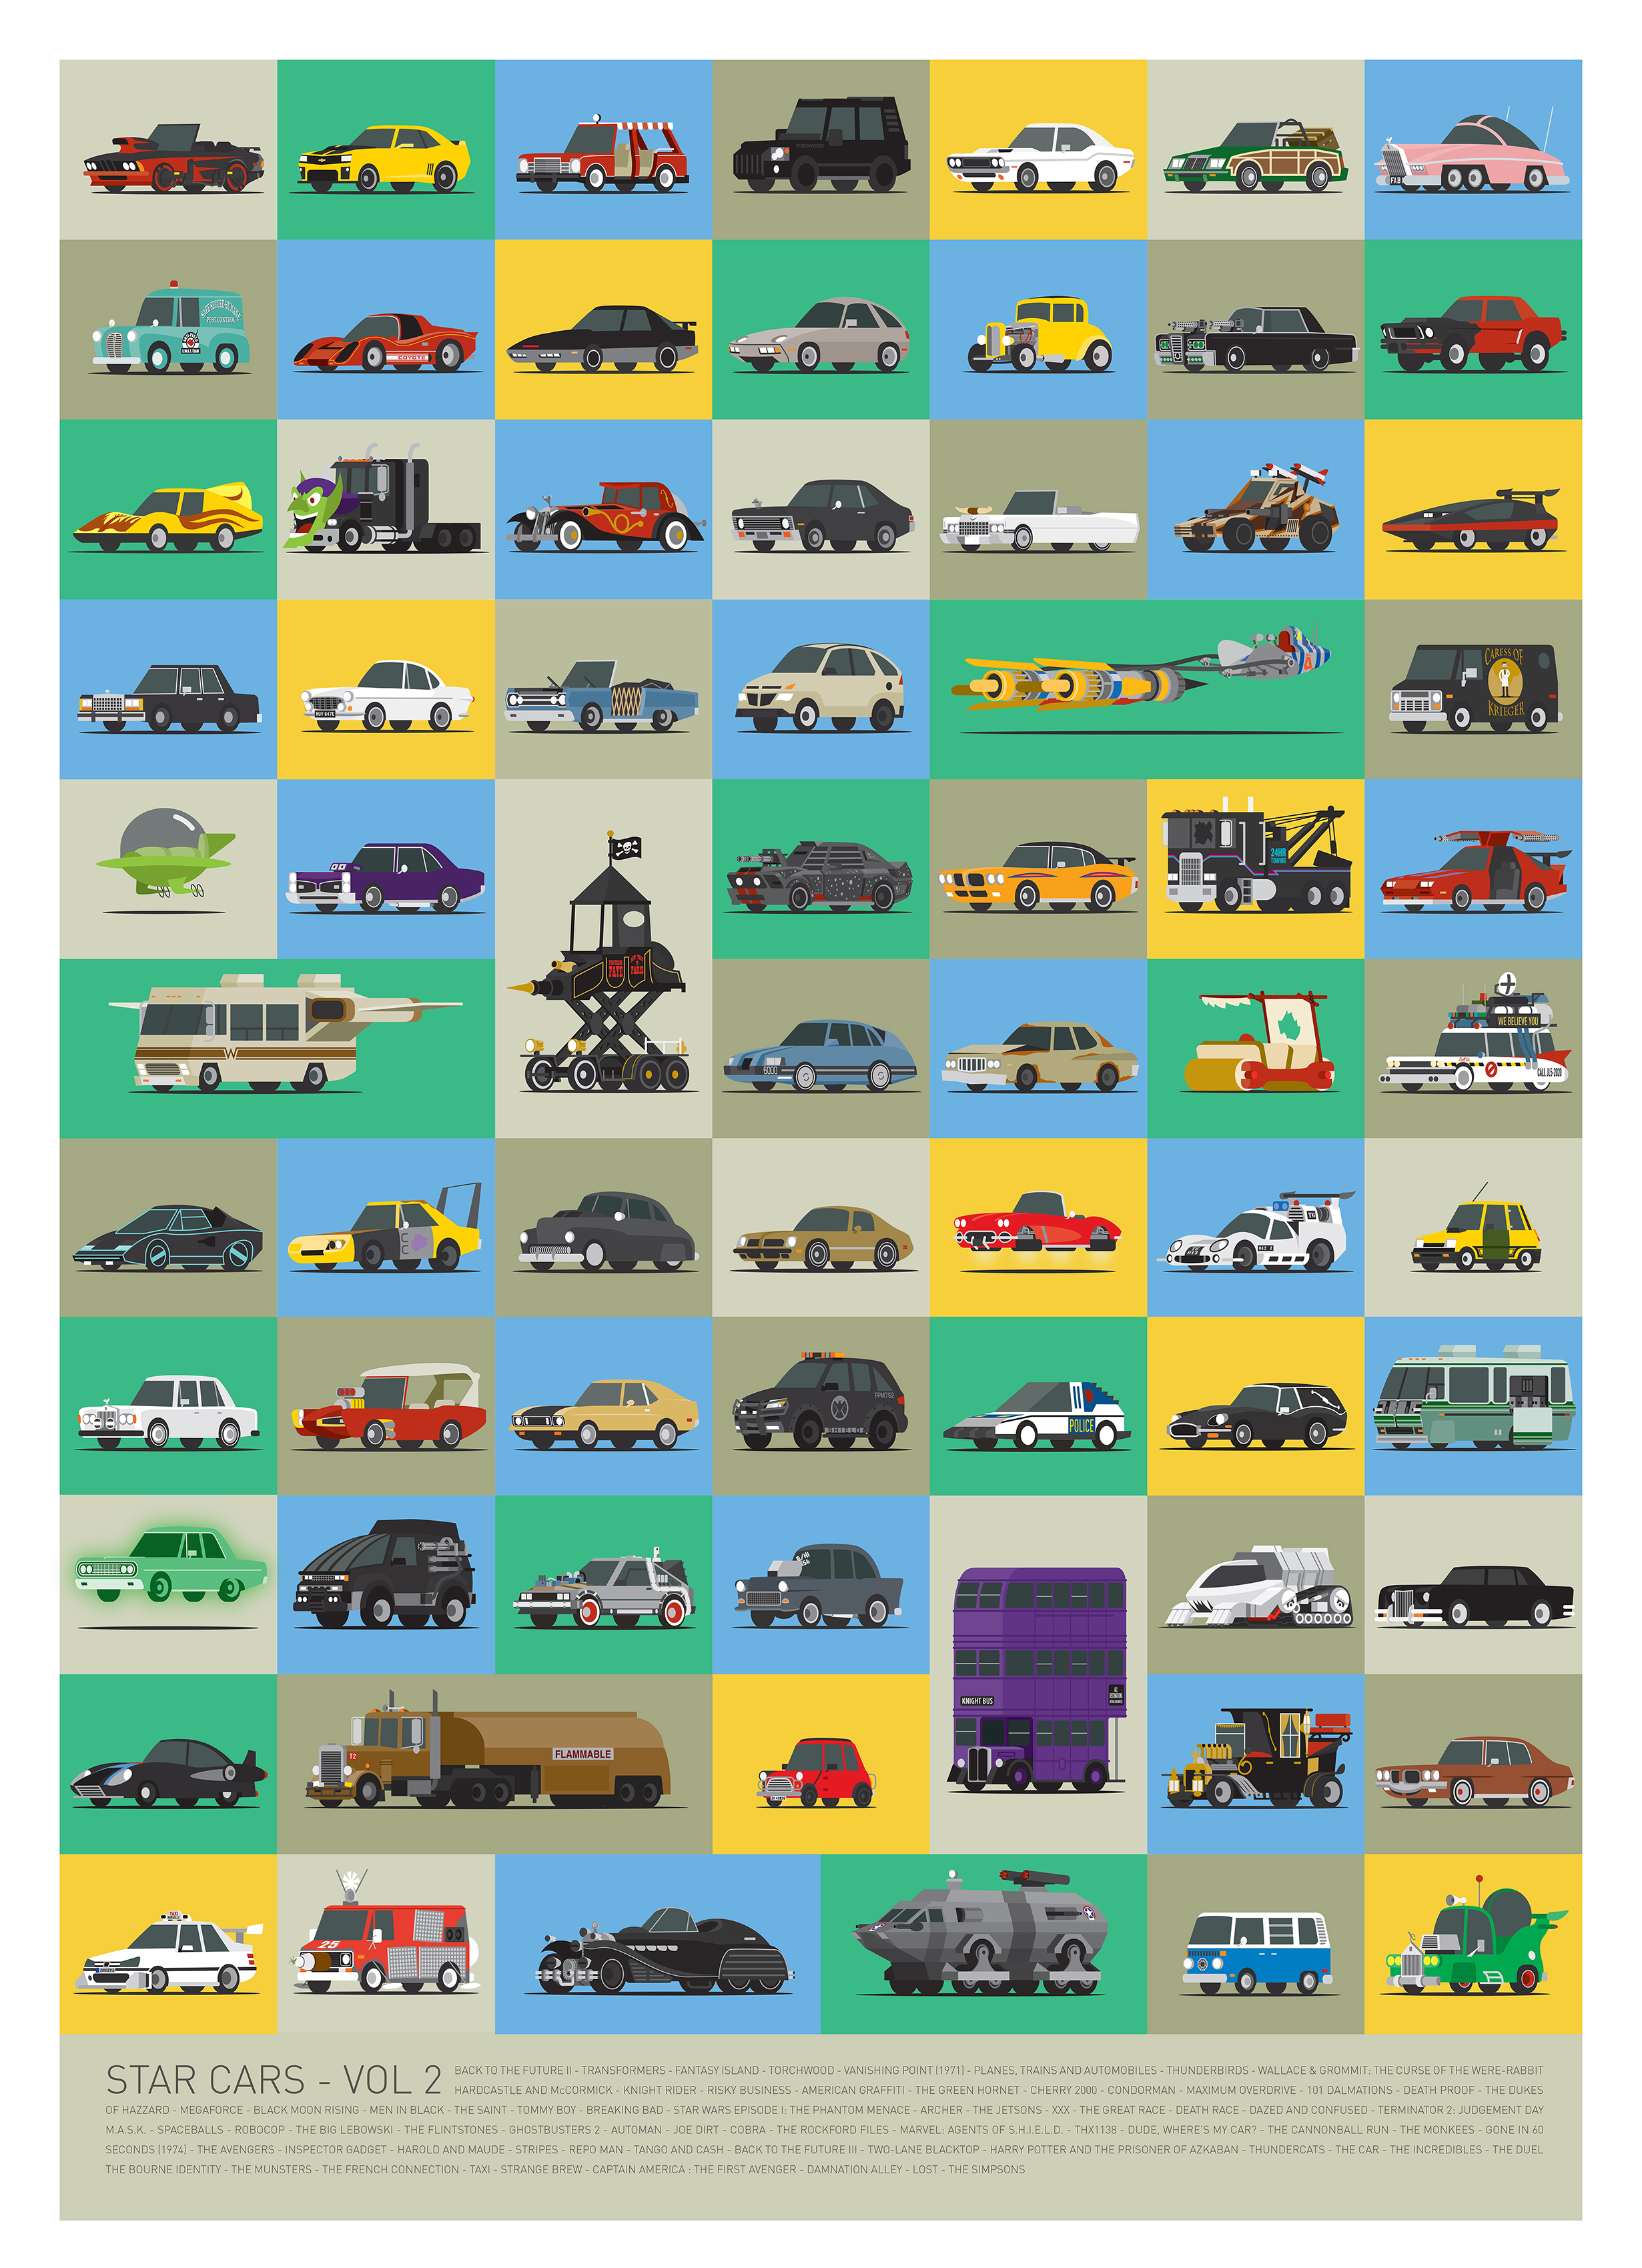 TORCHWOOD
FAB
PEST CONTROL
COYOTE
NUV 647E
4
CARESS OF
KRIEGER
24HR
TOWING
PROFESSOR
FATE
PARIS
W
6000
WE BELIEVE YOU
CALL JL5-2020
FPM762
POLICE
KNIGHT BUS
T2
FLAMMABLE
TAXI
25
STAR CARS - VOL 2
BACK TO THE FUTURE II - TRANSFORMERS - FANTASY ISLAND - TORCHWOOD - VANISHING POINT (1971) - PLANES, TRAINS AND AUTOMOBILES - THUNDERBIRDS - WALLACE & GROMMIT: THE CURSE OF THE WERE-RABBIT
HARDCASTLE AND McCORMICK - KNIGHT RIDER - RISKY BUSINESS - AMERICAN GRAFFITI - THE GREEN HORNET - CHERRY 2000 - CONDORMAN - MAXIMUM OVERDRIVE - 101 DALMATIONS - DEATH PROOF - THE DUKES
OF HAZZARD - MEGAFORCE - BLACK MOON RISING - MEN IN BLACK - THE SAINT - TOMMY BOY - BREAKING BAD - STAR WARS EPISODE I: THE PHANTOM MENACE - ARCHER - THE JETSONS - XXX - THE GREAT RACE - DEATH RACE - DAZED AND CONFUSED - TERMINATOR 2: JUDGEMENT DAY
M.A.S.K. - SPACEBALLS - ROBOCOP - THE BIG LEBOWSKI - THE FLINTSTONES - GHOSTBUSTERS 2 - AUTOMAN - JOE DIRT - COBRA - THE ROCKFORD FILES - MARVEL: AGENTS OF S.H.I.E.L.D. - THX1138 - DUDE, WHERE'S MY CAR? - THE CANNONBALL RUN - THE MONKEES - GONE IN 60
SECONDS (1974) - THE AVENGERS - INSPECTOR GADGET - HAROLD AND MAUDE - STRIPES - REPO MAN - TANGO AND CASH - BACK TO THE FUTURE III - TWO-LANE BLACKTOP - HARRY POTTER AND THE PRISONER OF AZKABAN - THUNDERCATS - THE CAR - THE INCREDIBLES - THE DUEL
THE BOURNE IDENTITY - THE MUNSTERS - THE FRENCH CONNECTION - TAXI - STRANGE BREW - CAPTAIN AMERICA : THE FIRST AVENGER - DAMNATION ALLEY - LOST - THE SIMPSONS